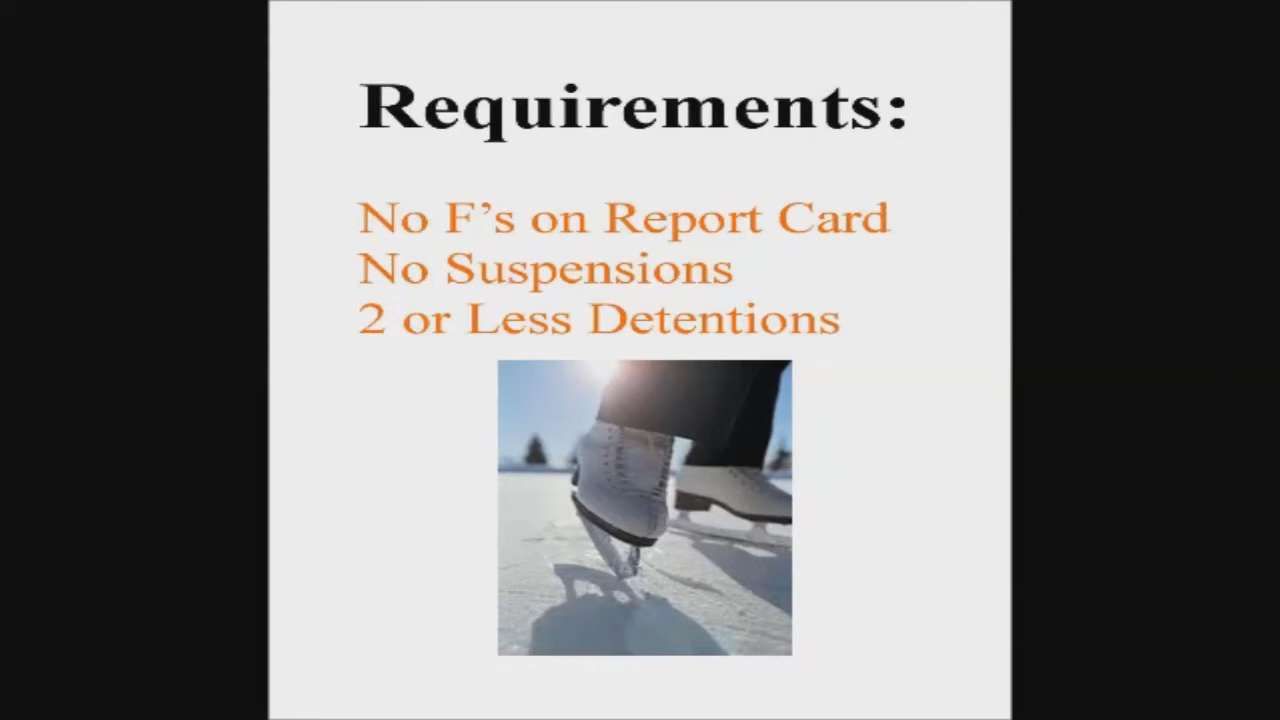 Requirements:
No F’s on Report Card
No Suspensions
2 or Less Detentions